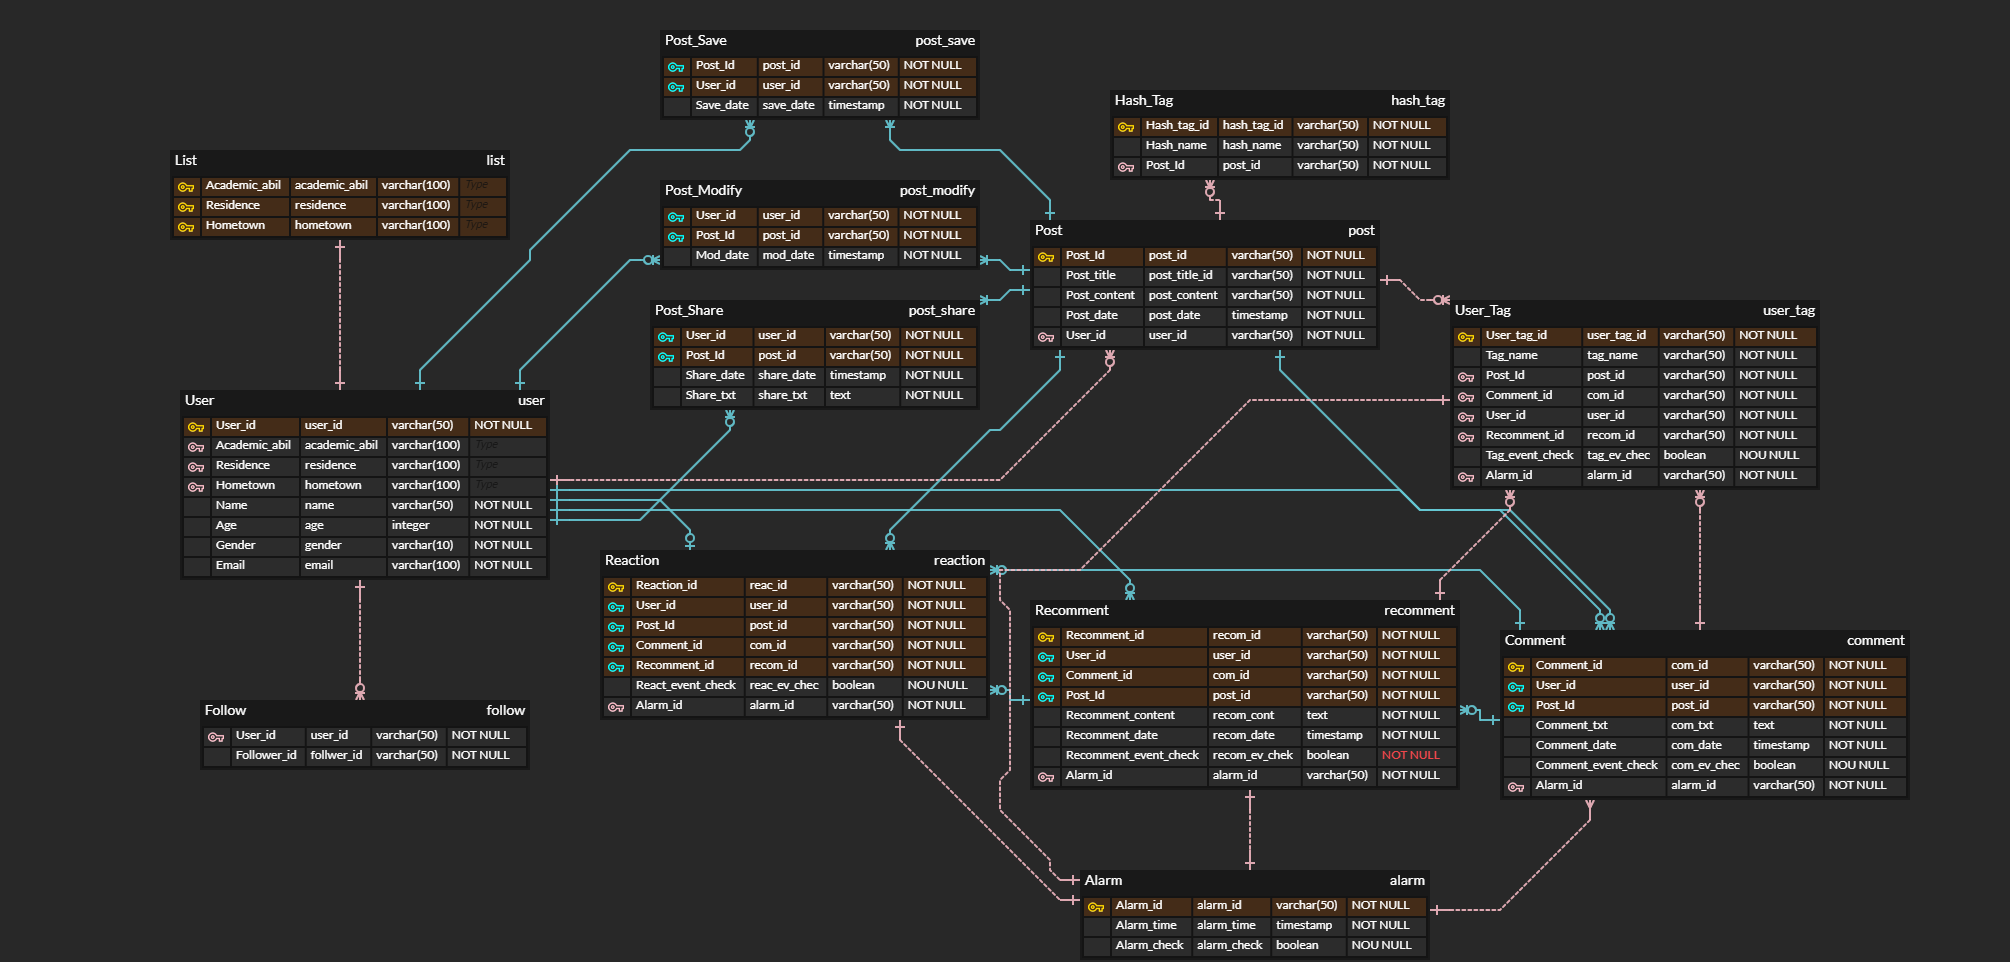 Post_Save post_save
Post_Id post_id varchar(50) NOT NULL
User_id user_id varchar(50) NOT NULL
Save_date save_date timestamp NOT NULL
Hash_Tag hash_tag
Hash_tag_id hash_tag_id varchar(50) NOT NULL
Hash_name hash_name varchar(50) NOT NULL
Post_Id post_id varchar(50) NOT NULL
List list
Academic_abil academic_abil varchar(100) Type
Residence residence varchar(100) Type
Hometown hometown varchar(100) Type
Post_Modify post_modify
User_id user_id varchar(50) NOT NULL
Post_Id post_id varchar(50) NOT NULL
Mod_date mod_date timestamp NOT NULL
Post post
Post_Id post_id varchar(50) NOT NULL
Post_title post_title_id varchar(50) NOT NULL
Post_content post_content varchar(50) NOT NULL
Post_date post_date timestamp NOT NULL
User_id user_id varchar(50) NOT NULL
Post_Share post_share
User_id user_id varchar(50) NOT NULL
Post_Id post_id varchar(50) NOT NULL
Share_date share_date timestamp NOT NULL
Share_txt share_txt text NOT NULL
User_Tag user_tag
User_tag_id user_tag_id varchar(50) NOT NULL
Tag_name tag_name varchar(50) NOT NULL
Post_Id post_id varchar(50) NOT NULL
Comment_id com_id varchar(50) NOT NULL
User_id user_id varchar(50) NOT NULL
Recomment_id recom_id varchar(50) NOT NULL
Tag_event_check tag_ev_chec boolean NOU NULL
Alarm_id alarm_id varchar(50) NOT NULL
User user
User_id user_id varchar(50) NOT NULL
Academic_abil academic_abil varchar(100) Type
Residence residence varchar(100) Type
Hometown hometown varchar(100) Type
Name name varchar(50) NOT NULL
Age age integer NOT NULL
Gender gender varchar(10) NOT NULL
Email email varchar(100) NOT NULL
Reaction reaction
Reaction_id reac_id varchar(50) NOT NULL
User_id user_id varchar(50) NOT NULL
Post_Id post_id varchar(50) NOT NULL
Comment_id com_id varchar(50) NOT NULL
Recomment_id recom_id varchar(50) NOT NULL
React_event_check reac_ev_chec boolean NOU NULL
Alarm_id alarm_id varchar(50) NOT NULL
Recomment recomment
Recomment_id recom_id varchar(50) NOT NULL
User_id user_id varchar(50) NOT NULL
Comment_id com_id varchar(50) NOT NULL
Post_Id post_id varchar(50) NOT NULL
Recomment_content recom_cont text NOT NULL
Recomment_date recom_date timestamp NOT NULL
Recomment_event_check recom_ev_chek boolean NOT NULL
Alarm_id alarm_id varchar(50) NOT NULL
Comment comment
Comment_id com_id varchar(50) NOT NULL
User_id user_id varchar(50) NOT NULL
Post_Id post_id varchar(50) NOT NULL
Comment_txt com_txt text NOT NULL
Comment_date com_date timestamp NOT NULL
Comment_event_check com_ev_chec boolean NOU NULL
Alarm_id alarm_id varchar(50) NOT NULL
Follow follow
User_id user_id varchar(50) NOT NULL
Follower_id follwer_id varchar(50) NOT NULL
Alarm alarm
Alarm_id alarm_id varchar(50) NOT NULL
Alarm_time alarm_time timestamp NOT NULL
Alarm_check alarm_check boolean NOU NULL